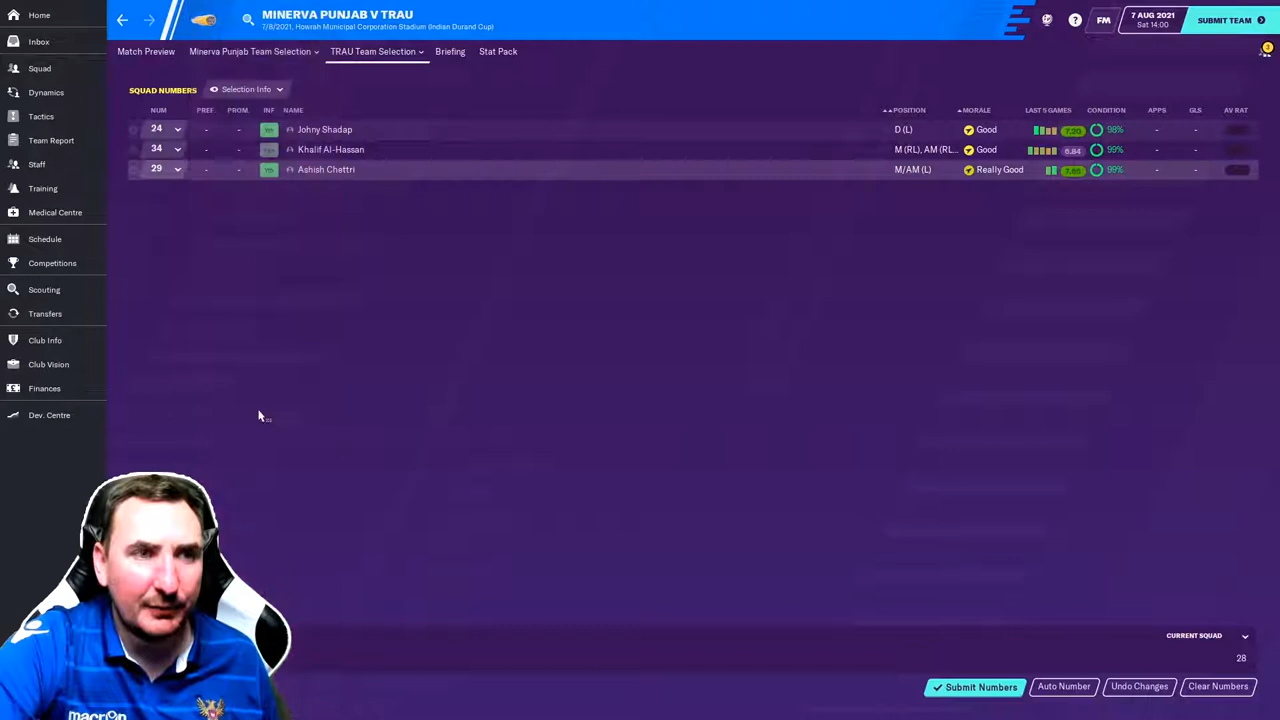 Home
Inbox
Squad
Dynamics
Tactics
Team Report
Staff
Training
Medical Centre
Schedule
Competitions
Scouting
Transfers
Club Info
Club Vision
Finances
Dev. Centre
MINERVA PUNJAB V TRAU
7/8/2021, Howrah Municipal Corporation Stadium (Indian Durand Cup)
? FM 7 AUG 2021 SUBMIT TEAM
Sat 14:00
Match Preview Minerva Punjab Team Selection TRAU Team Selection Briefing Stat Pack
SQUAD NUMBERS Selection Info
NUM PREF. PROM. INF NAME POSITION MORALE LAST 5 GAMES CONDITION APPS GLS AV RAT
24 - - Yth Johny Shadap D (L) Good 7.20 98% - -
34 - - Khalif Al-Hassan M (RL), AM (RL... Good 6.84 99% - -
29 - - Yth Ashish Chettri M/AM (L) Really Good 99% - -
CURRENT SQUAD
28
Submit Numbers Auto Number Undo Changes Clear Numbers
macron